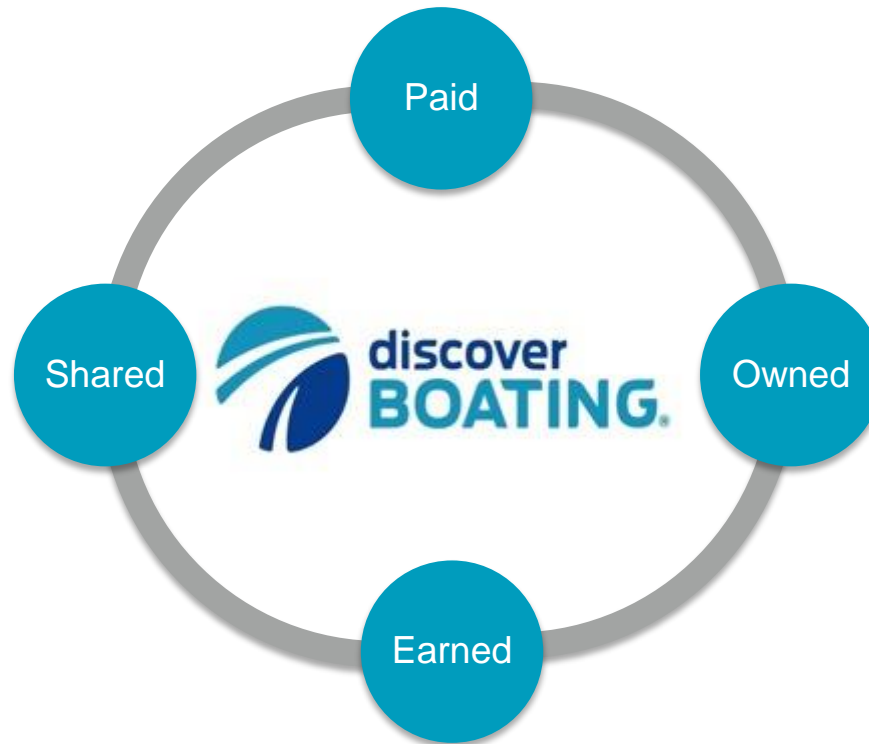 Paid
Shared
discover
BOATING®
Owned
Earned